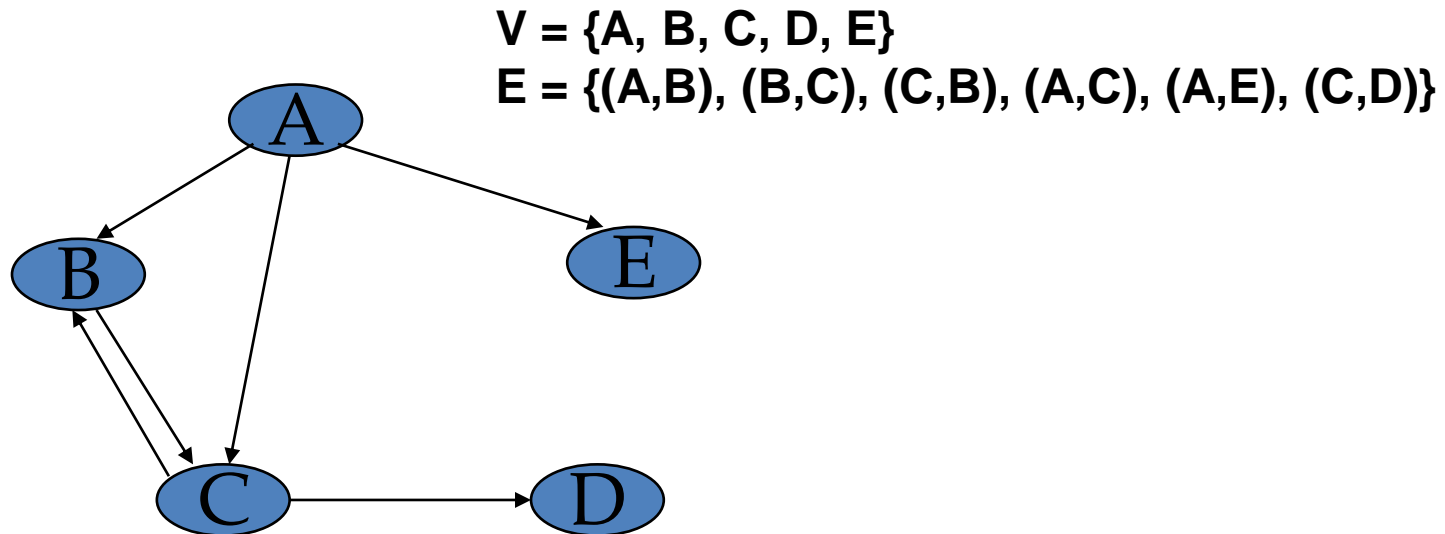 V = {A, B, C, D, E}
E = {(A,B), (B,C), (C,B), (A,C), (A,E), (C,D)}
A
B
E
C
D